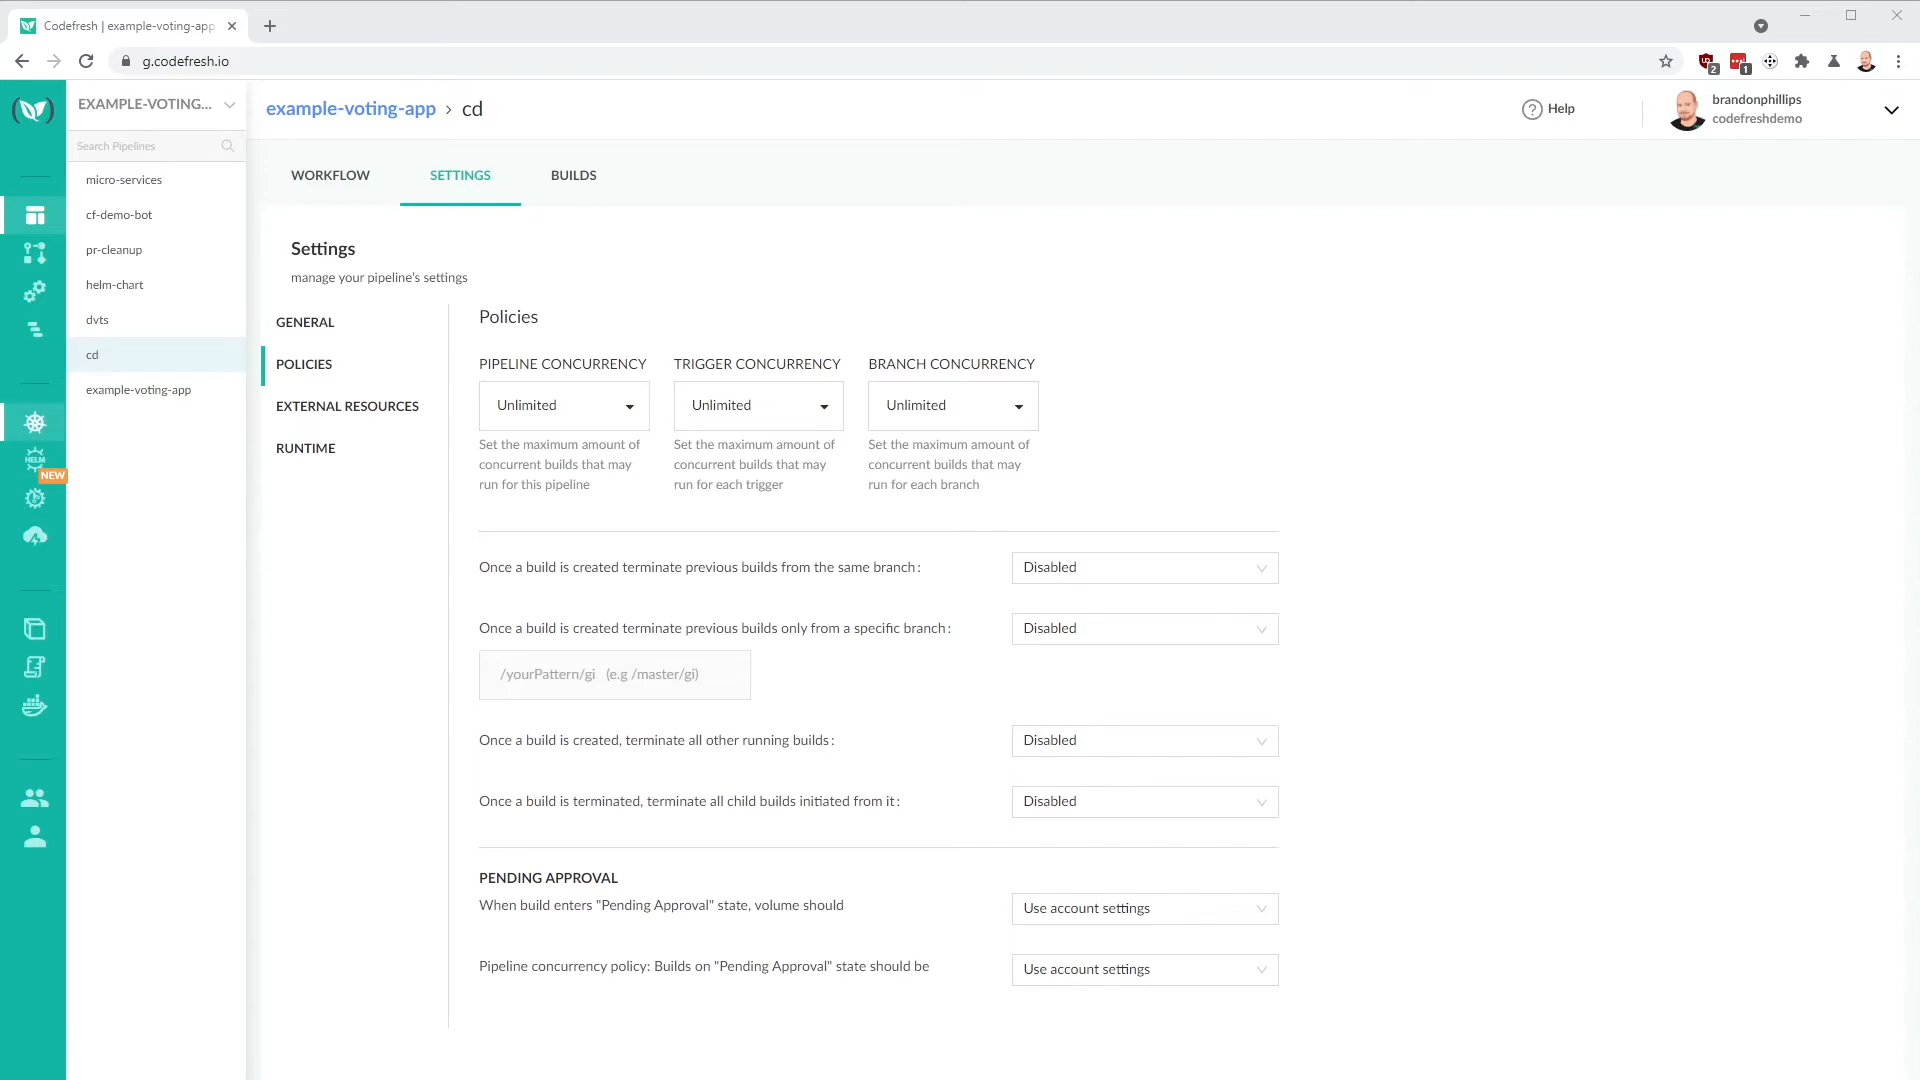 Codefresh | example-voting-app
g.codefresh.io
2
1
EXAMPLE-VOTING...
example-voting-app › cd
Help
brandonphillips
codefreshdemo
Search Pipelines
micro-services
cf-demo-bot
pr-cleanup
helm-chart
dvts
cd
example-voting-app
HELM
NEW
WORKFLOW
SETTINGS
BUILDS
Settings
manage your pipeline's settings
GENERAL
POLICIES
EXTERNAL RESOURCES
RUNTIME
Policies
PIPELINE CONCURRENCY
TRIGGER CONCURRENCY
BRANCH CONCURRENCY
Unlimited
Unlimited
Unlimited
Set the maximum amount of
concurrent builds that may
run for this pipeline
Set the maximum amount of
concurrent builds that may
run for each trigger
Set the maximum amount of
concurrent builds that may
run for each branch
Once a build is created terminate previous builds from the same branch:
Disabled
Once a build is created terminate previous builds only from a specific branch:
Disabled
/yourPattern/gi (e.g /master/gi)
Once a build is created, terminate all other running builds:
Disabled
Once a build is terminated, terminate all child builds initiated from it:
Disabled
PENDING APPROVAL
When build enters "Pending Approval" state, volume should
Use account settings
Pipeline concurrency policy: Builds on "Pending Approval" state should be
Use account settings